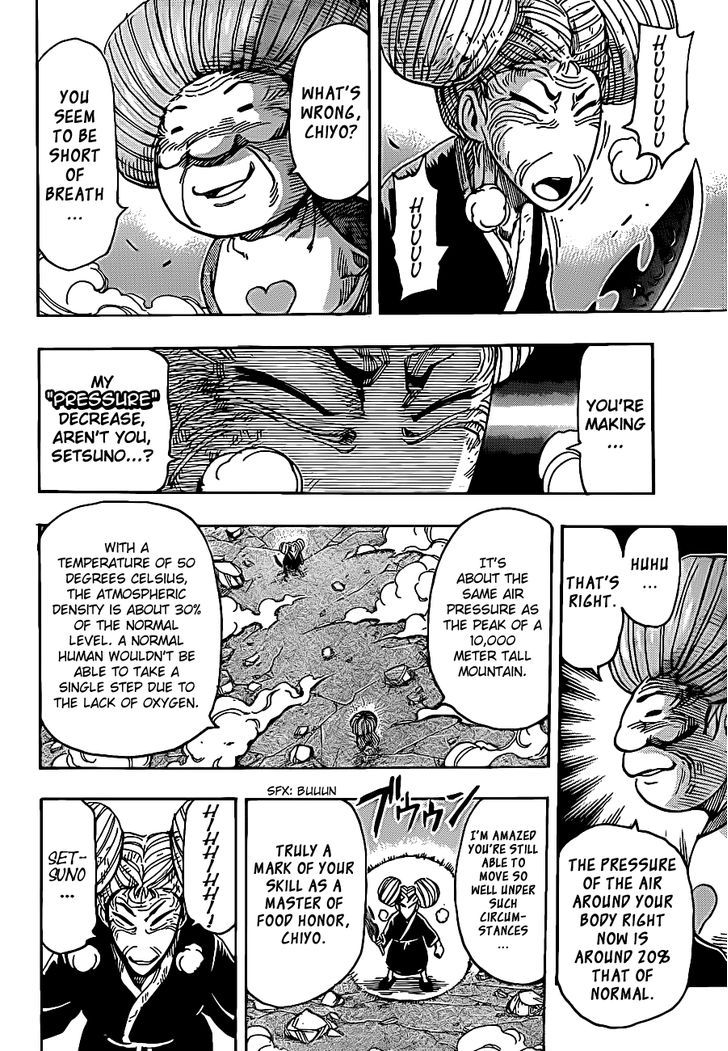 HUUUUUU
HUUUU
WHAT'S
WRONG,
CHIYO?
YOU
SEEM
TO BE
SHORT
OF
BREATH
...
YOU'RE
MAKING
...
MY
"PRESSURE"
DECREASE,
AREN'T YOU,
SETSUNO...?
HUHU
...
THAT'S
RIGHT.
THE PRESSURE
OF THE AIR
AROUND YOUR
BODY RIGHT
NOW IS
AROUND 20%
THAT OF
NORMAL.
IT'S
ABOUT THE
SAME AIR
PRESSURE AS
THE PEAK OF A
10,000
METER TALL
MOUNTAIN.
WITH A
TEMPERATURE OF 50
DEGREES CELSIUS,
THE ATMOSPHERIC
DENSITY IS ABOUT 30%
OF THE NORMAL
LEVEL. A NORMAL
HUMAN WOULDN'T BE
ABLE TO TAKE A
SINGLE STEP DUE TO
THE LACK OF OXYGEN.
SFX: BUUUN
ブゥゥン
I'M AMAZED
YOU'RE STILL
ABLE TO
MOVE SO
WELL UNDER
SUCH
CIRCUM-
STANCES
...
TRULY A
MARK OF YOUR
SKILL AS A
MASTER OF
FOOD HONOR,
CHIYO.
HIHIHIHI!
SET-
SUNO
...